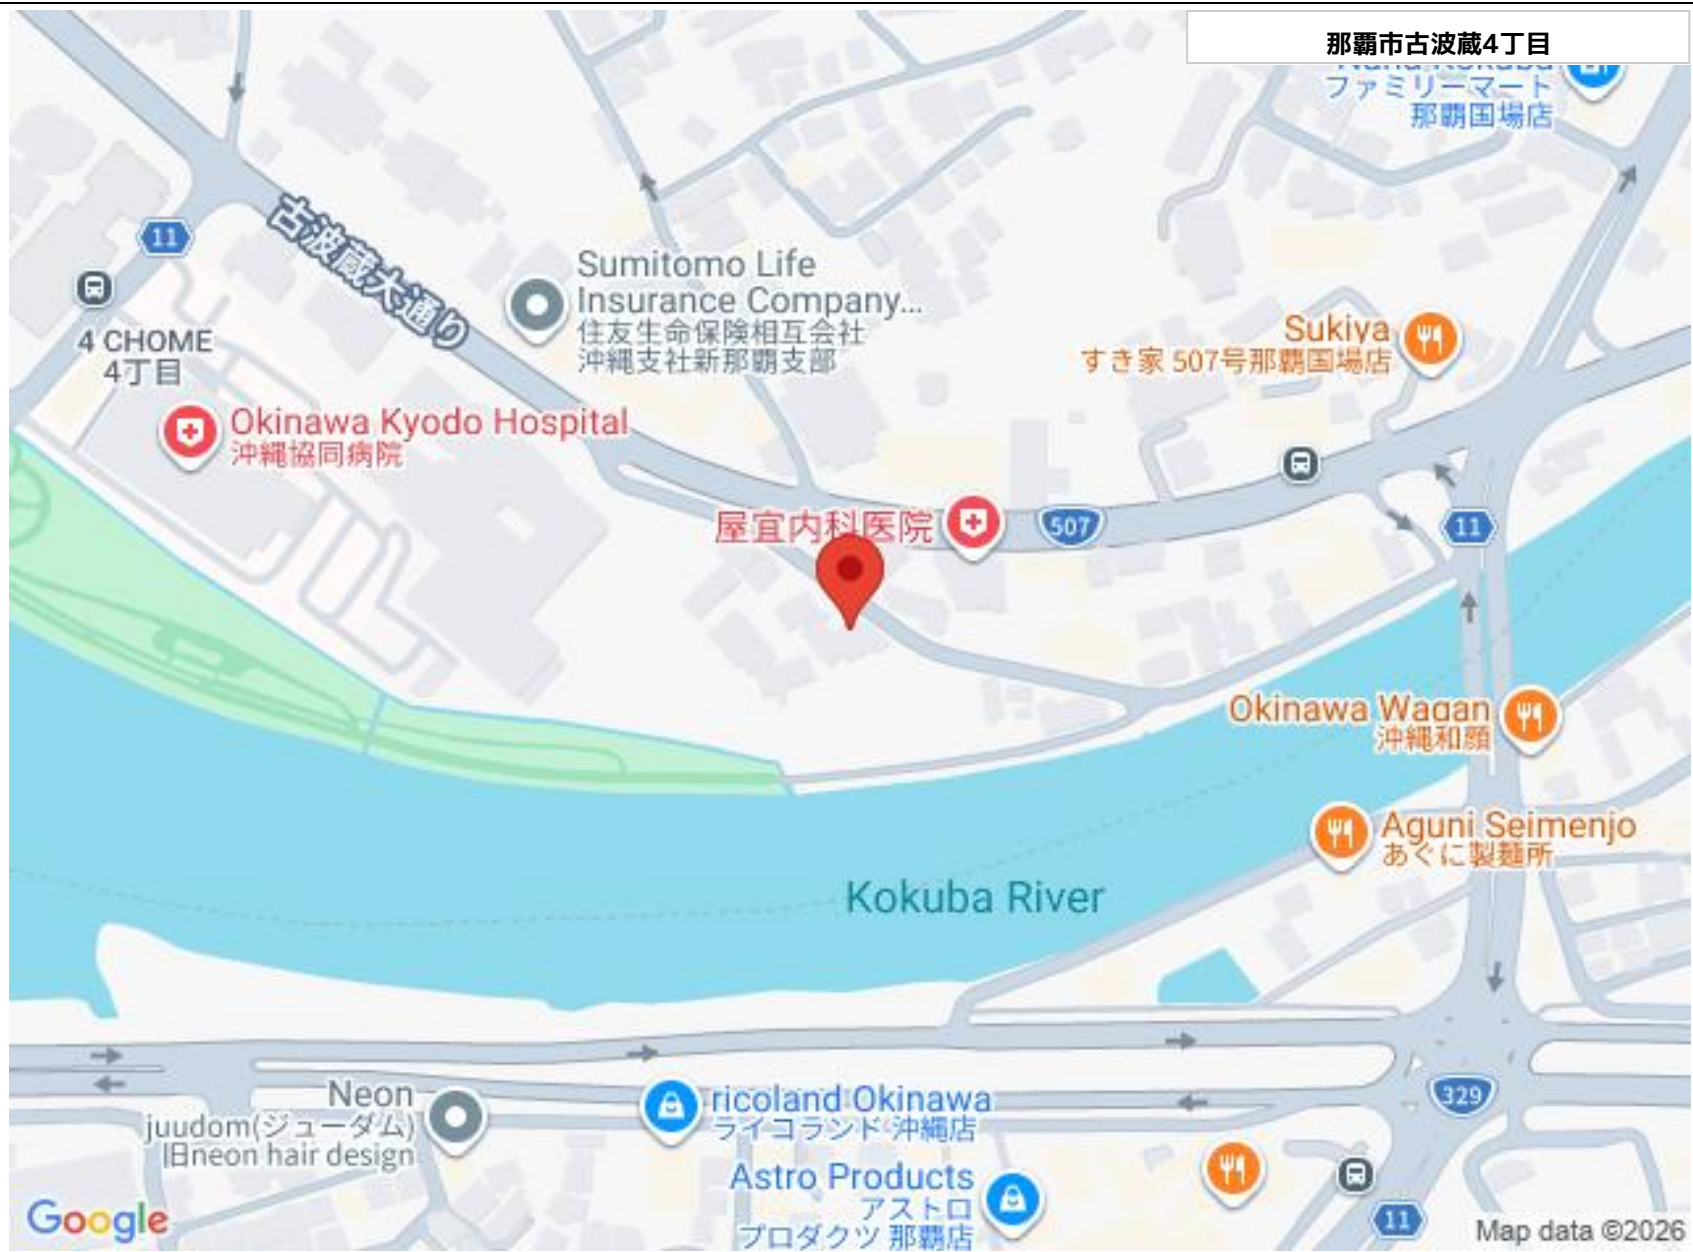 那覇市古波蔵4丁目
Naha Kokuba
ファミリーマート
那覇国場店
11
古波蔵大通り
Sumitomo Life
Insurance Company...
住友生命保険相互会社
沖縄支社新那覇支部
4 CHOME
4丁目
Sukiya
すき家 507号那覇国場店
Okinawa Kyodo Hospital
沖縄協同病院
屋宜内科医院
507
11
Okinawa Wagan
沖縄和顔
Aguni Seimenjo
あぐに製麺所
Kokuba River
Neon
juudom(ジューダム)
旧neon hair design
ricoland Okinawa
ライコランド 沖縄店
329
Astro Products
アストロ
プロダクツ 那覇店
11
Google
Map data ©2026